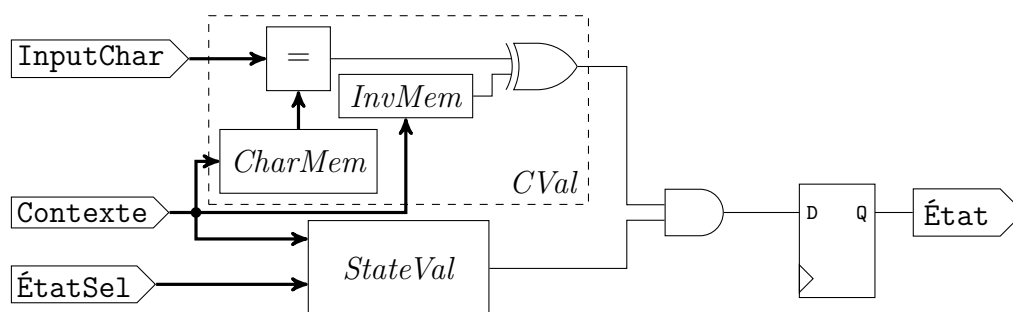 InputChar
=
InvMem
CharMem
CVal
Contexte
D Q
État
StateVal
ÉtatSel